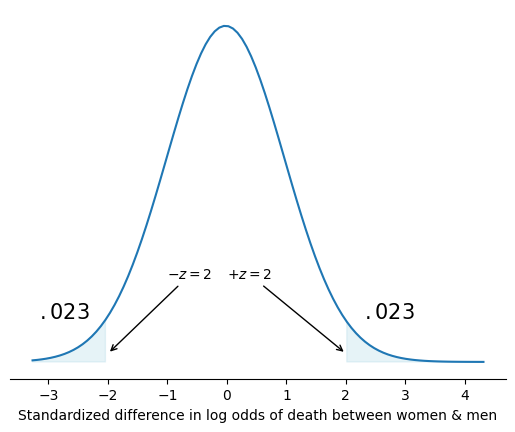 −z = 2 +z = 2
.023 .023
−3 −2 −1 0 1 2 3 4
Standardized difference in log odds of death between women & men